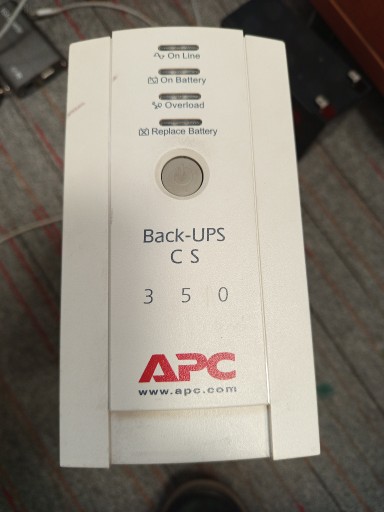 On Line
On Battery
Overload
Replace Battery
Back-UPS
CS
350
APC
www.apc.com